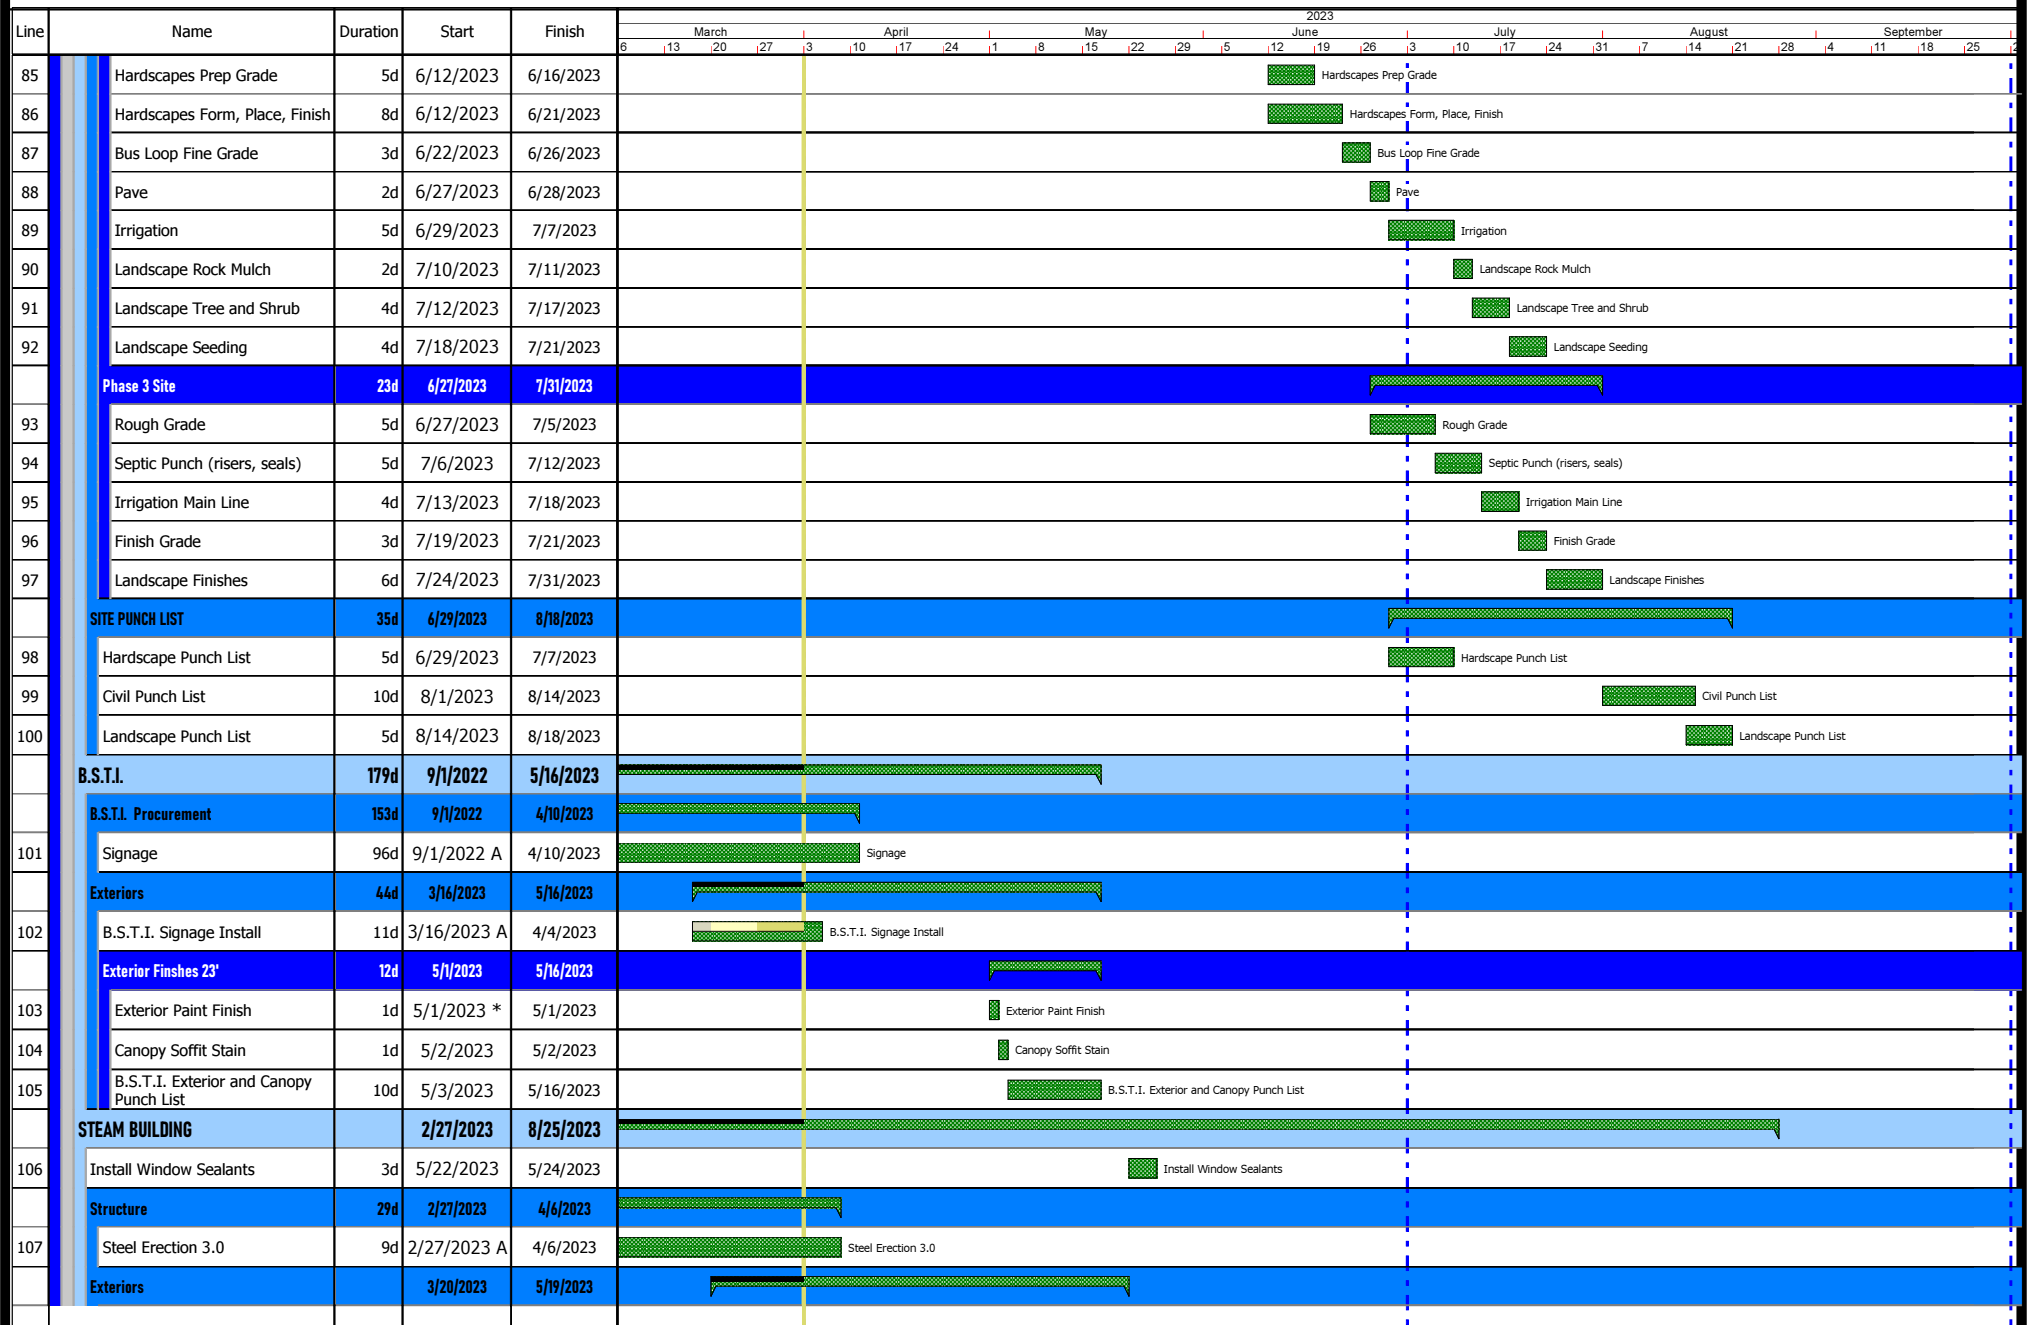 2023
Line Name Duration Start Finish March April May June July August September
6 13 20 27 3 10 17 24 1 8 15 22 29 5 12 19 26 3 10 17 24 31 7 14 21 28 4 11 18 25
85 Hardscapes Prep Grade 5d 6/12/2023 6/16/2023 Hardscapes Prep Grade
86 Hardscapes Form, Place, Finish 8d 6/12/2023 6/21/2023 Hardscapes Form, Place, Finish
87 Bus Loop Fine Grade 3d 6/22/2023 6/26/2023 Bus Loop Fine Grade
88 Pave 2d 6/27/2023 6/28/2023 Pave
89 Irrigation 5d 6/29/2023 7/7/2023 Irrigation
90 Landscape Rock Mulch 2d 7/10/2023 7/11/2023 Landscape Rock Mulch
91 Landscape Tree and Shrub 4d 7/12/2023 7/17/2023 Landscape Tree and Shrub
92 Landscape Seeding 4d 7/18/2023 7/21/2023 Landscape Seeding
Phase 3 Site 23d 6/27/2023 7/31/2023
93 Rough Grade 5d 6/27/2023 7/5/2023 Rough Grade
94 Septic Punch (risers, seals) 5d 7/6/2023 7/12/2023 Septic Punch (risers, seals)
95 Irrigation Main Line 4d 7/13/2023 7/18/2023 Irrigation Main Line
96 Finish Grade 3d 7/19/2023 7/21/2023 Finish Grade
97 Landscape Finishes 6d 7/24/2023 7/31/2023 Landscape Finishes
SITE PUNCH LIST 35d 6/29/2023 8/18/2023
98 Hardscape Punch List 5d 6/29/2023 7/7/2023 Hardscape Punch List
99 Civil Punch List 10d 8/1/2023 8/14/2023 Civil Punch List
100 Landscape Punch List 5d 8/14/2023 8/18/2023 Landscape Punch List
B.S.T.I. 179d 9/1/2022 5/16/2023
B.S.T.I. Procurement 153d 9/1/2022 4/10/2023
101 Signage 96d 9/1/2022 A 4/10/2023 Signage
Exteriors 44d 3/16/2023 5/16/2023
102 B.S.T.I. Signage Install 11d 3/16/2023 A 4/4/2023 B.S.T.I. Signage Install
Exterior Finshes 23' 12d 5/1/2023 5/16/2023
103 Exterior Paint Finish 1d 5/1/2023 * 5/1/2023 Exterior Paint Finish
104 Canopy Soffit Stain 1d 5/2/2023 5/2/2023 Canopy Soffit Stain
105 B.S.T.I. Exterior and Canopy Punch List 10d 5/3/2023 5/16/2023 B.S.T.I. Exterior and Canopy Punch List
STEAM BUILDING 2/27/2023 8/25/2023
106 Install Window Sealants 3d 5/22/2023 5/24/2023 Install Window Sealants
Structure 29d 2/27/2023 4/6/2023
107 Steel Erection 3.0 9d 2/27/2023 A 4/6/2023 Steel Erection 3.0
Exteriors 3/20/2023 5/19/2023